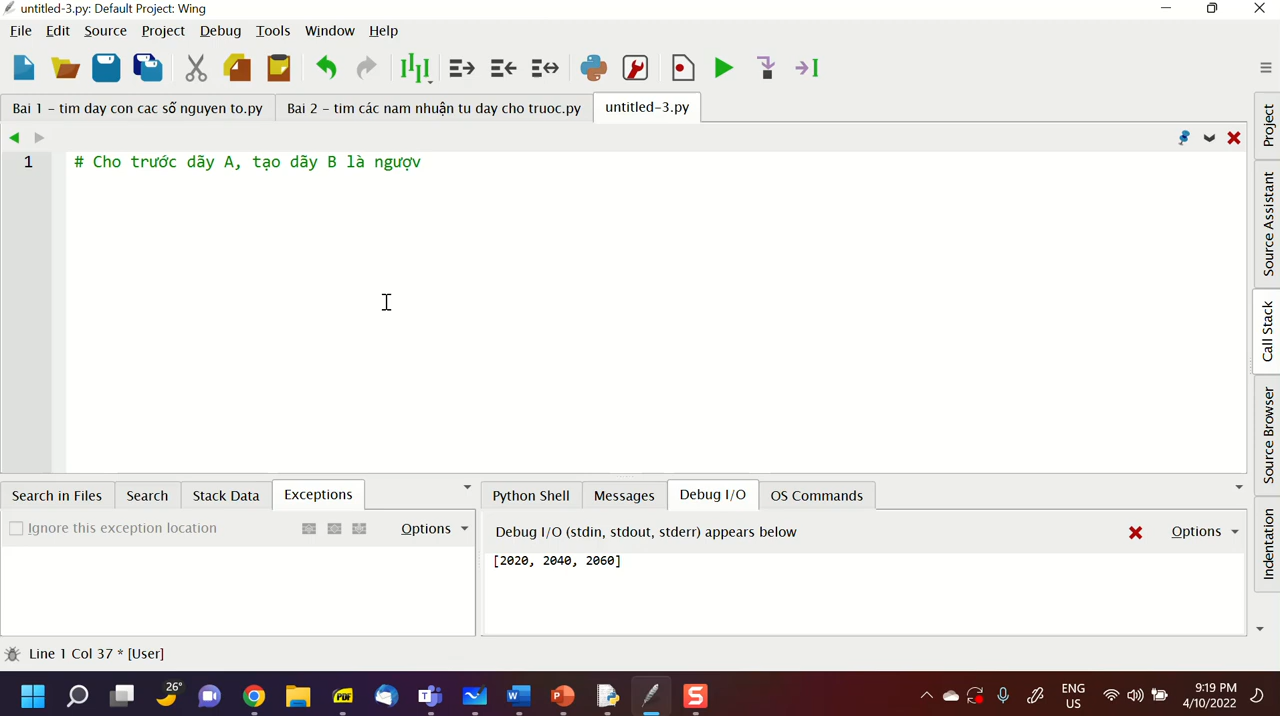 untitled-3.py: Default Project: Wing
File Edit Source Project Debug Tools Window Help
Bai 1 - tim day con cac số nguyen to.py Bai 2 - tim các nam nhuận tu day cho truoc.py untitled-3.py
1 # Cho trước dãy A, tạo dãy B là ngượv
Project
Source Assistant
Call Stack
Source Browser
Indentation
Search in Files Search Stack Data Exceptions
Ignore this exception location Options
Python Shell Messages Debug I/O OS Commands
Debug I/O (stdin, stdout, stderr) appears below Options
[2020, 2040, 2060]
Line 1 Col 37 * [User]
26° PDF W P S
ENG
US
9:19 PM
4/10/2022